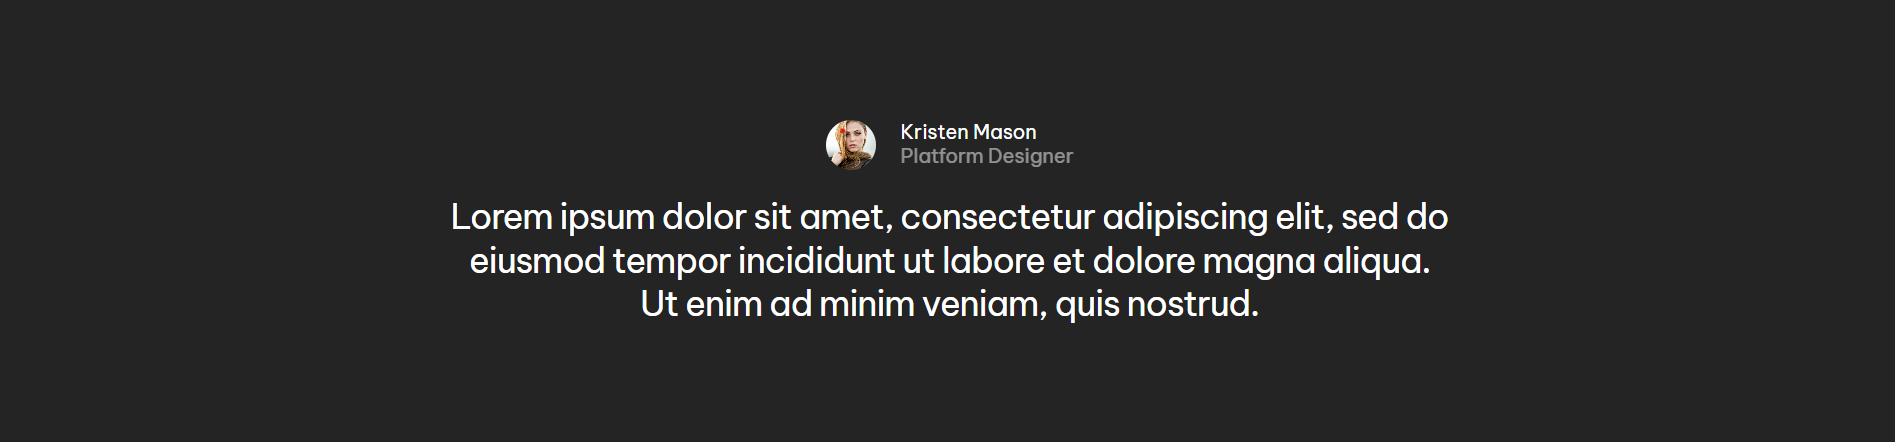 Kristen Mason
Platform Designer
Lorem ipsum dolor sit amet, consectetur adipiscing elit, sed do
eiusmod tempor incididunt ut labore et dolore magna aliqua.
Ut enim ad minim veniam, quis nostrud.